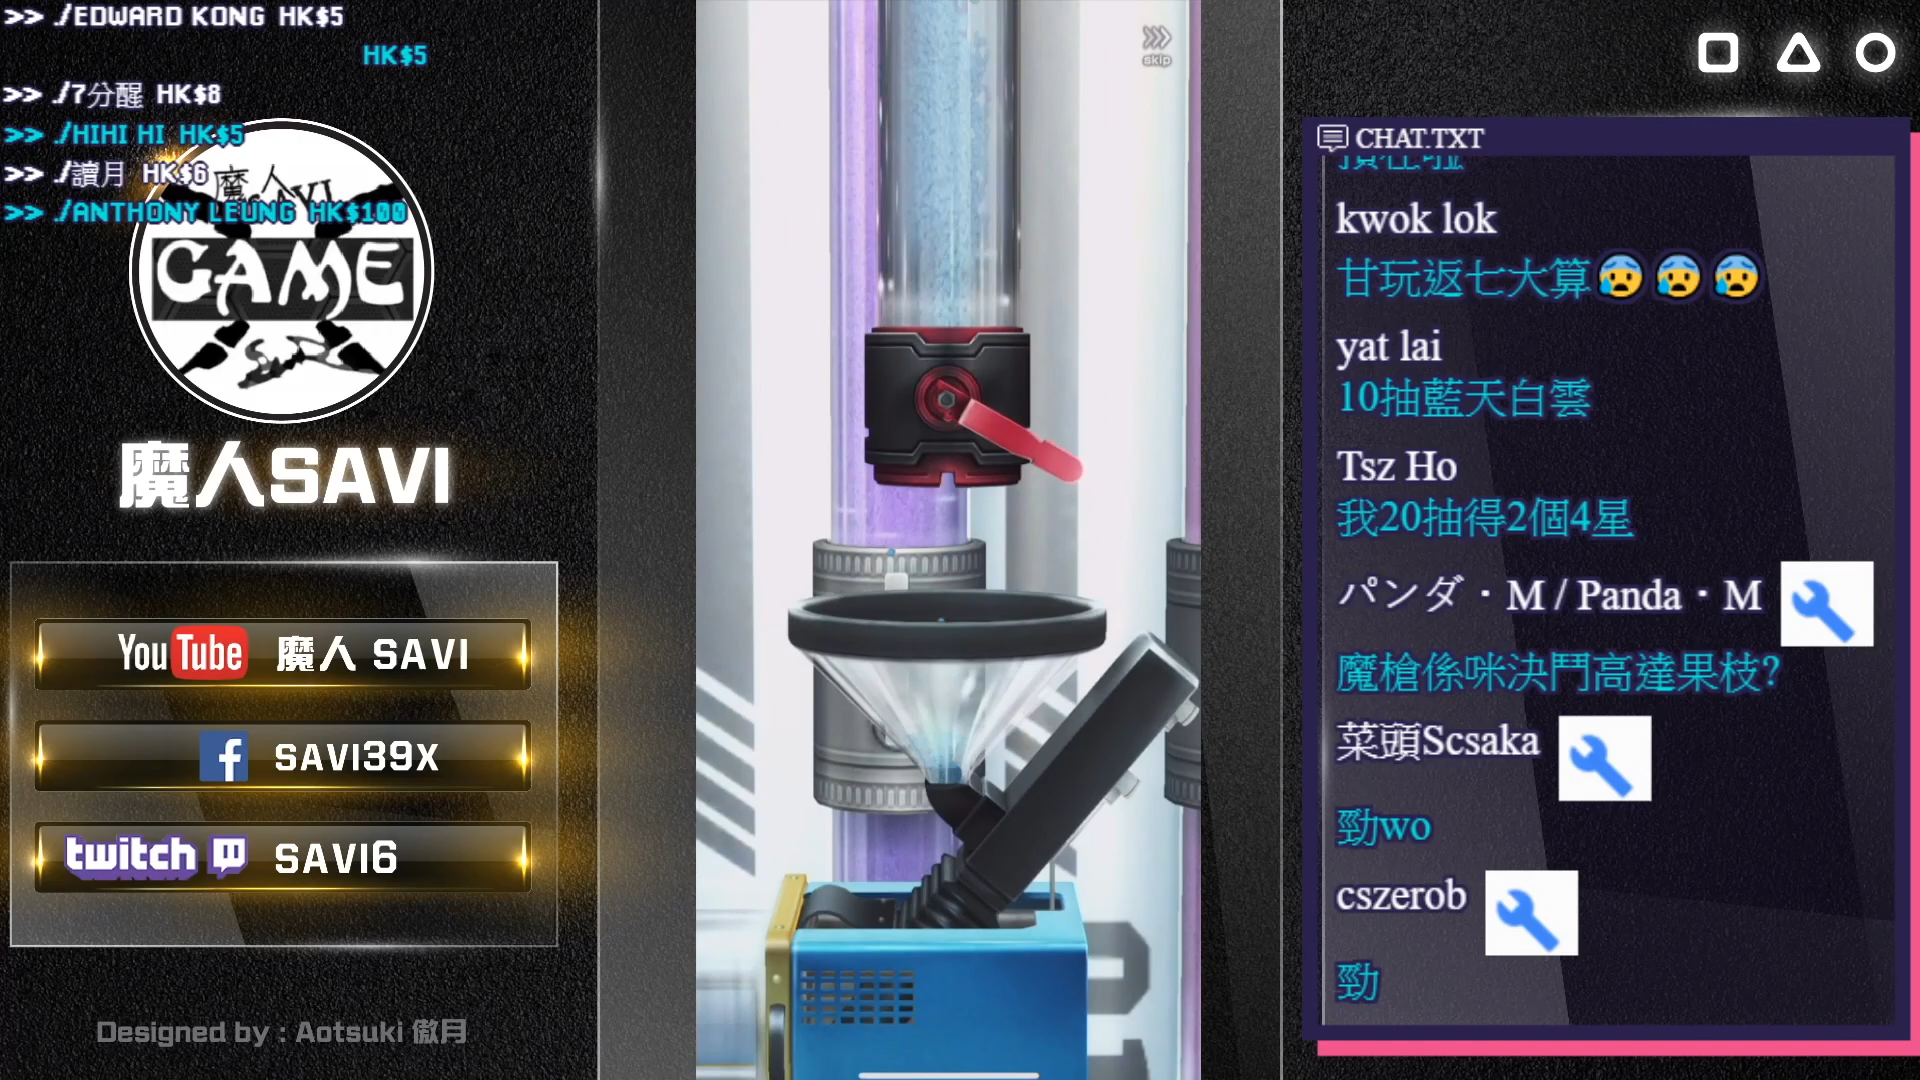 >> ./EDWARD KONG HK$5
HK$5
>> ./7分醒 HK$8
>> ./HIHI HI HK$5
>> ./讀月 HK$6
>> ./ANTHONY LEUNG HK$100
魔人VI
GAME
魔人SAVI
YouTube 魔人 SAVI
f SAVI39X
twitch SAVI6
Designed by : Aotsuki 傲月
skip
CHAT.TXT
kwok lok
甘玩返七大算😰😰😰
yat lai
10抽藍天白雲
Tsz Ho
我20抽得2個4星
パンダ・M / Panda・M
魔槍係咪決鬥高達果枝?
菜頭Scsaka
勁wo
cszerob
勁